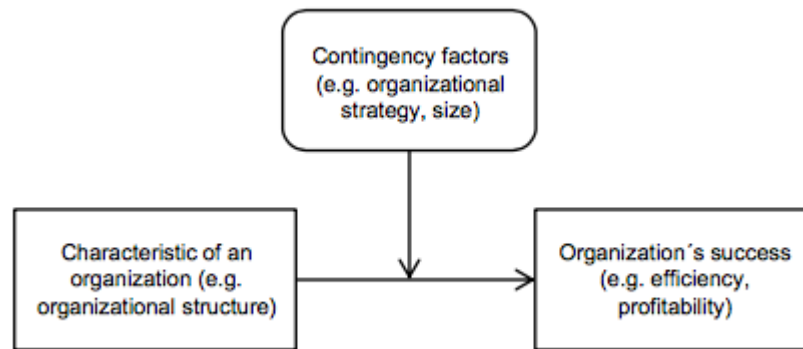 Contingency factors
(e.g. organizational
strategy, size)
Characteristic of an
organization (e.g.
organizational structure)
Organization´s success
(e.g. efficiency,
profitability)